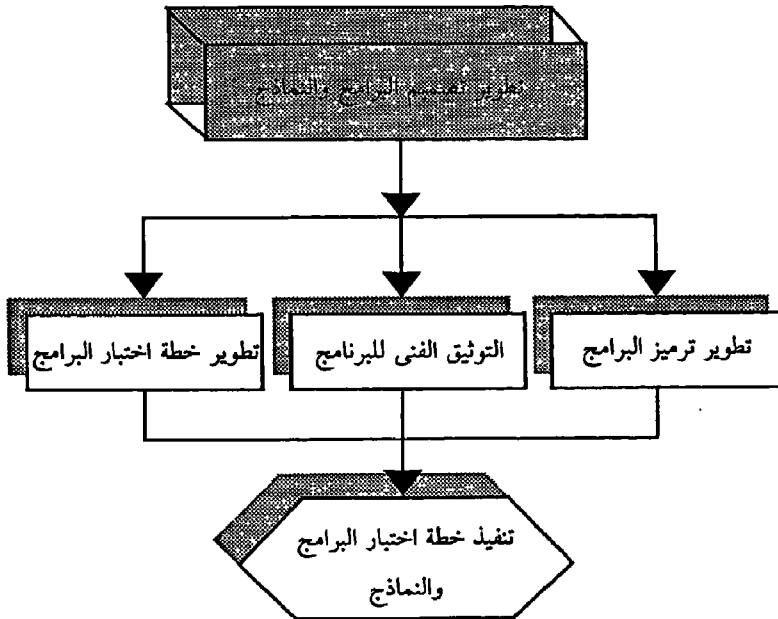 تطوير تصميم البرامج والنماذج
تطوير ترميز البرامج
التوثيق الفنى للبرنامج
تطوير خطة اختبار البرامج
تنفيذ خطة اختبار البرامج
والنماذج